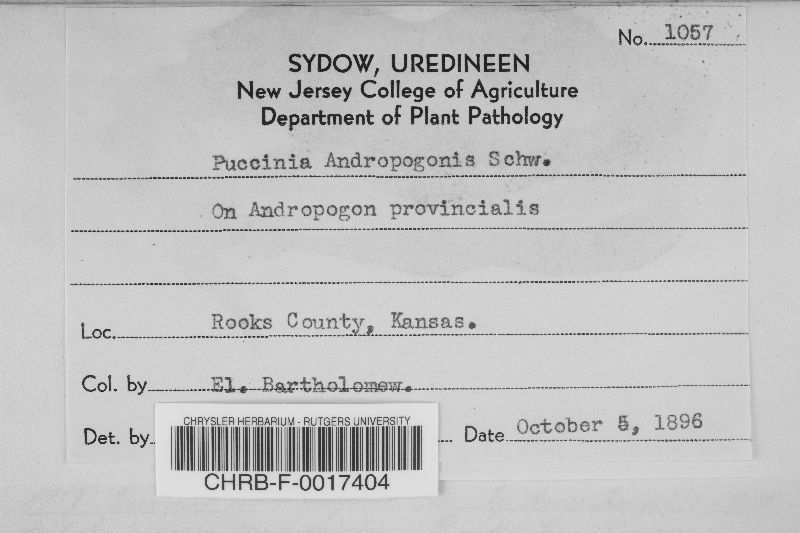 No. 1057
SYDOW, UREDINEEN
New Jersey College of Agriculture
Department of Plant Pathology
Puccinia Andropogonis Schw.
On Andropogon provincialis
Loc. Rooks County, Kansas.
Col. by El. Bartholomew.
Det. by
Date October 5, 1896
CHRYSLER HERBARIUM - RUTGERS UNIVERSITY
CHRB-F-0017404